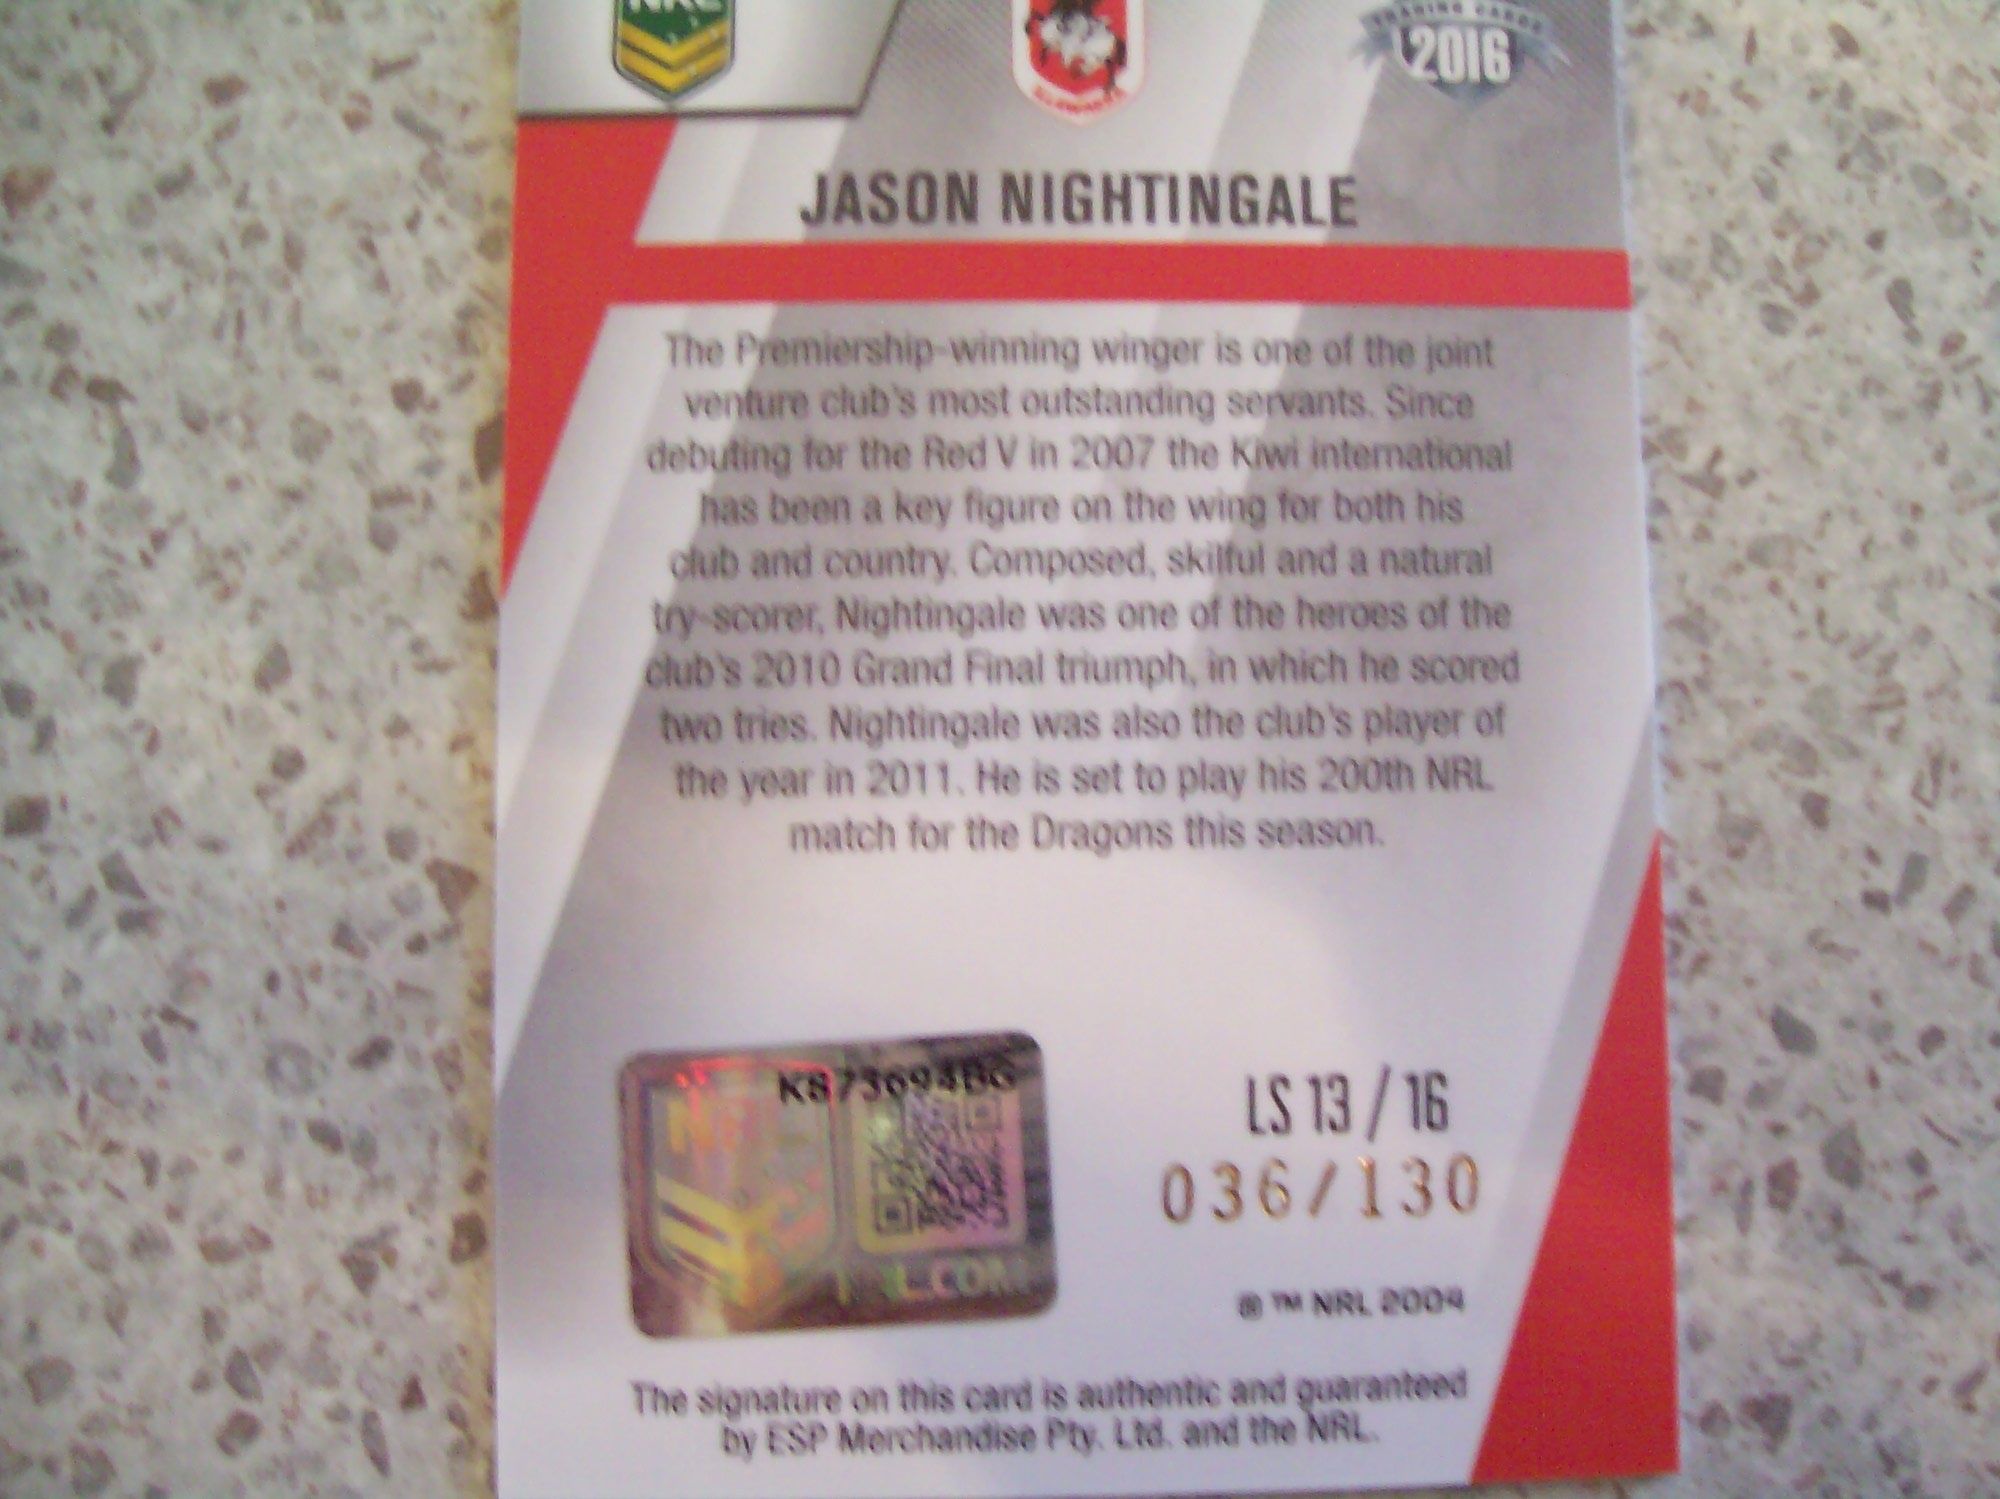 NRL
TRADING CARDS
2016
JASON NIGHTINGALE
The Premiership-winning winger is one of the joint
venture club's most outstanding servants. Since
debuting for the Red V in 2007 the Kiwi international
has been a key figure on the wing for both his
club and country. Composed, skilful and a natural
try-scorer, Nightingale was one of the heroes of the
club's 2010 Grand Final triumph, in which he scored
two tries. Nightingale was also the club's player of
the year in 2011. He is set to play his 200th NRL
match for the Dragons this season.
K873694BG
NRL.COM
LS 13 / 16
036/130
® ™ NRL 2004
The signature on this card is authentic and guaranteed
by ESP Merchandise Pty. Ltd. and the NRL.